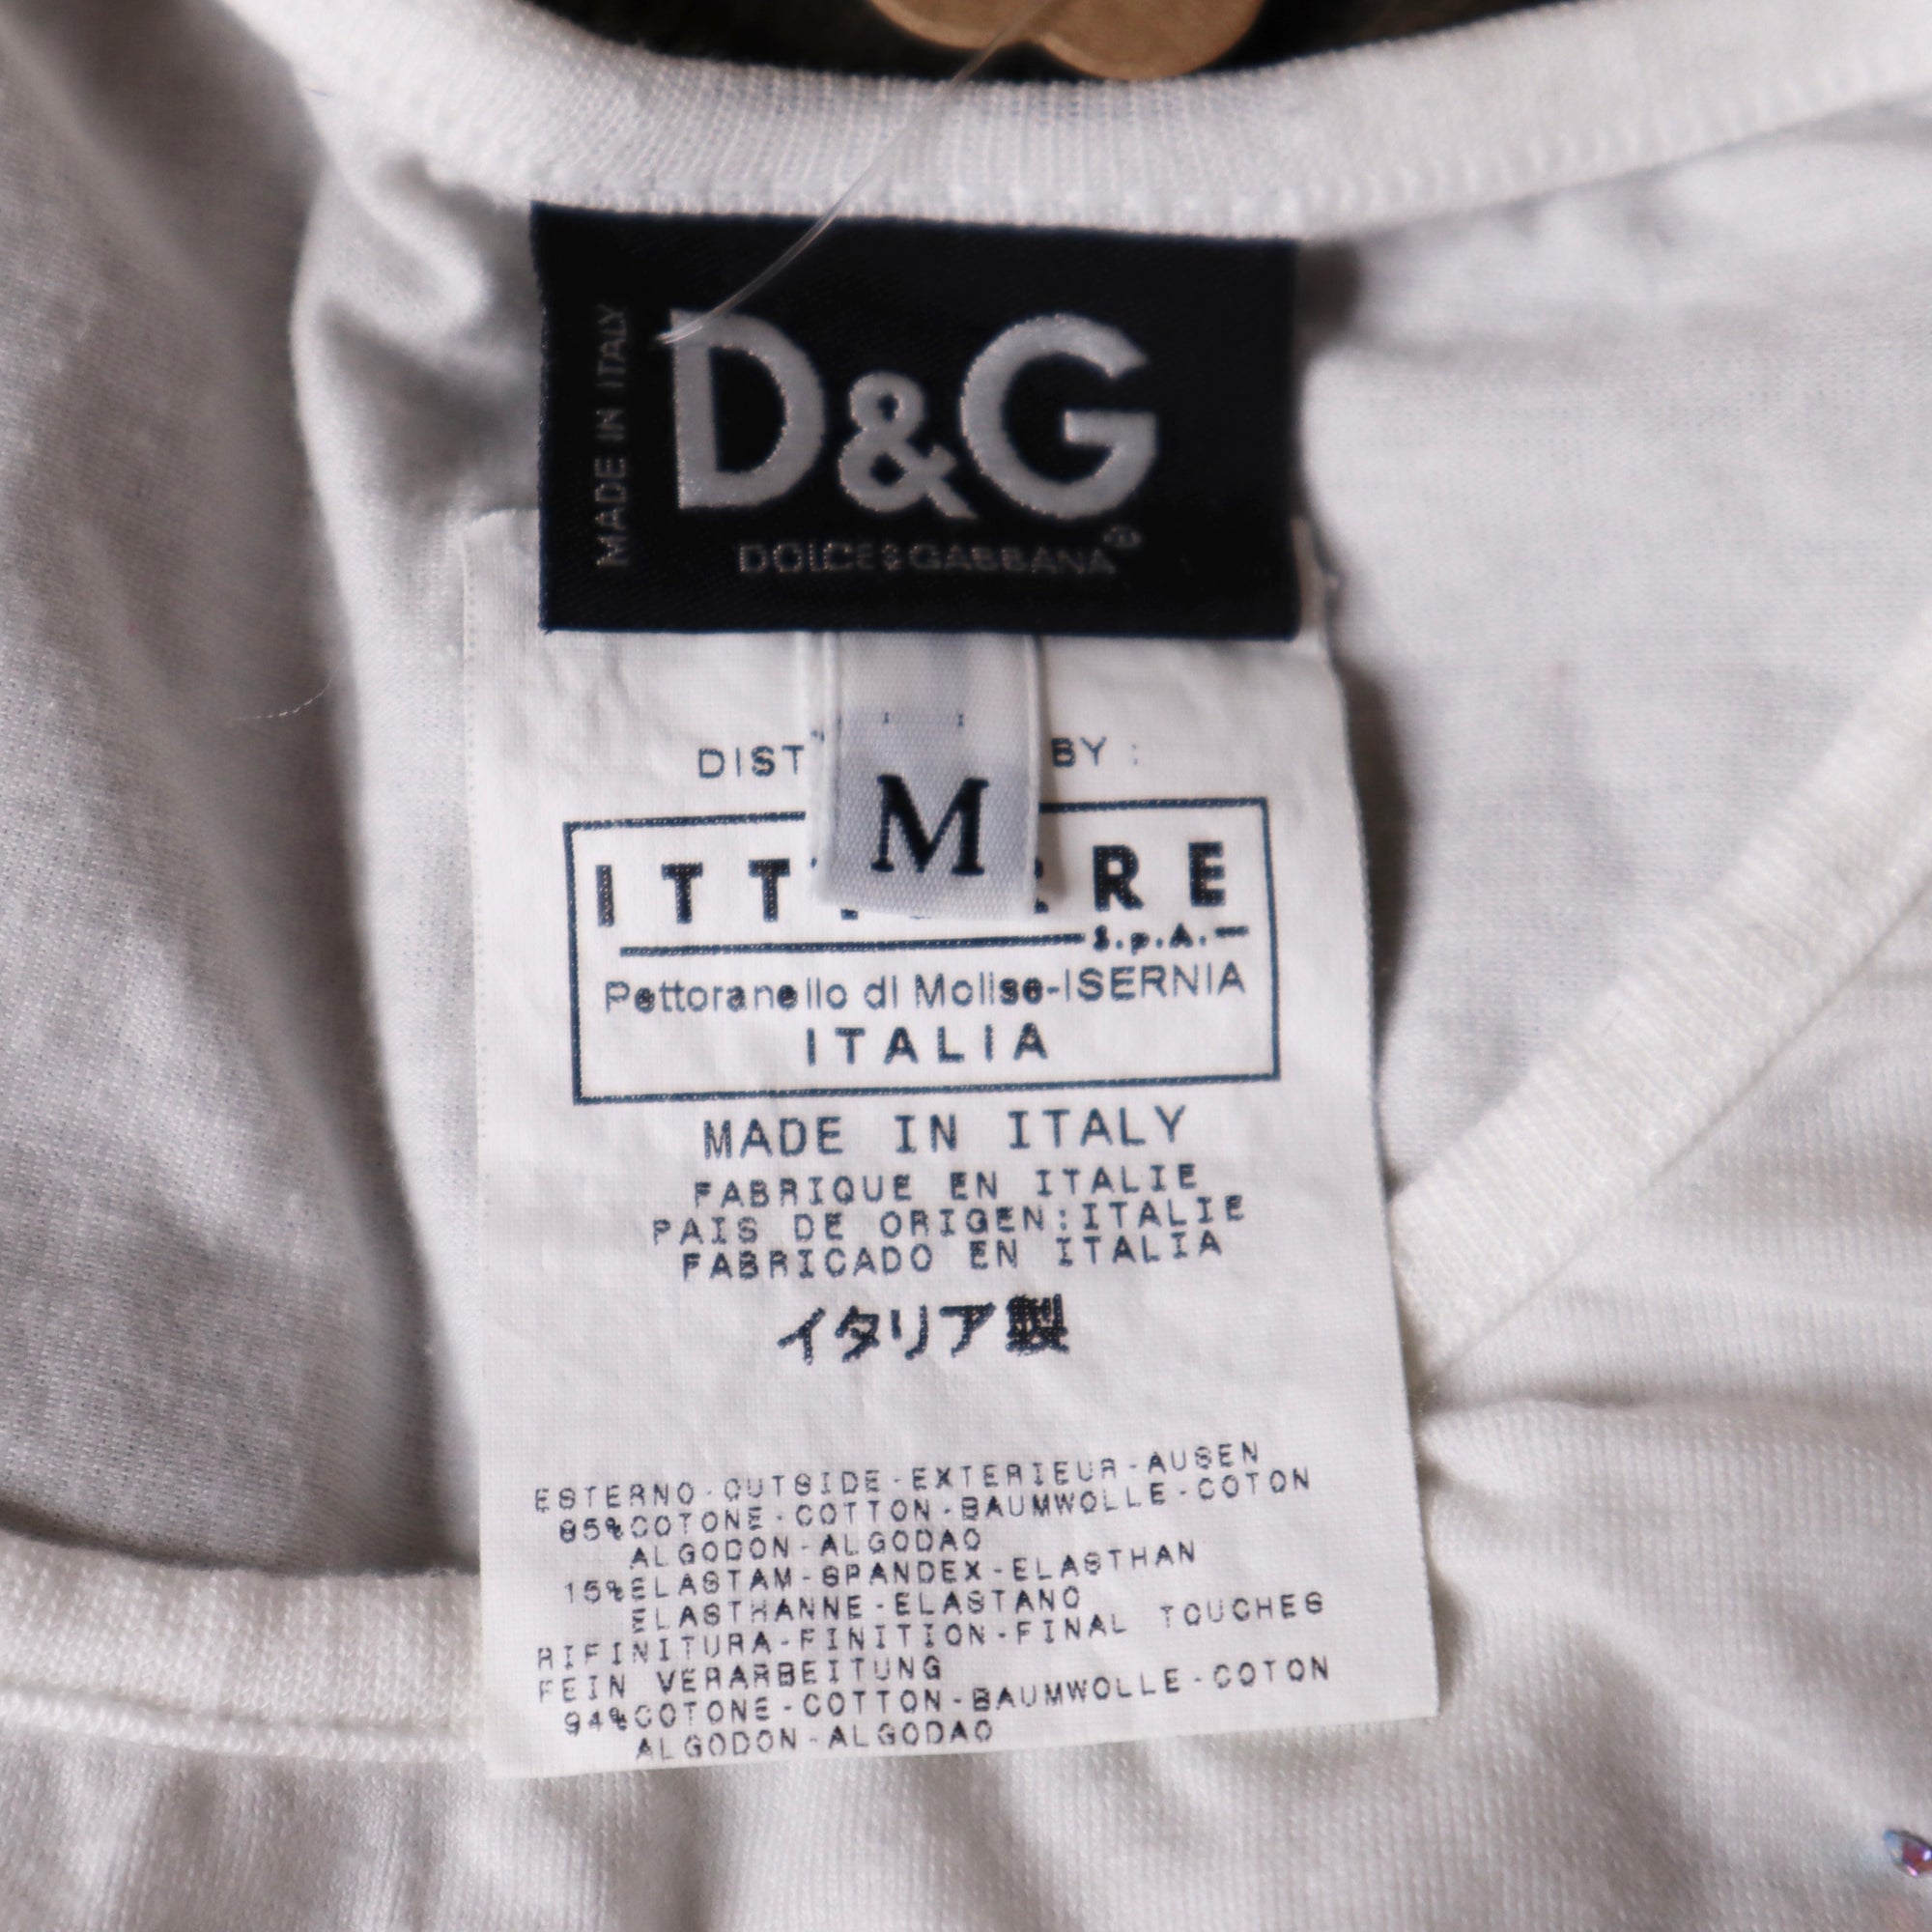 MADE IN ITALY
D&G®
DOLCE&GABBANA
M
BY :
S.p.A.
Pettoranello di Molise-ISERNIA
ITALIA
MADE IN ITALY
FABRIQUE EN ITALIE
PAIS DE ORIGEN:ITALIE
FABRICADO EN ITALIA
イタリア製
ESTERNO-OUTSIDE-EXTERIEUR-AUSEN
85%COTONE-COTTON-BAUMWOLLE-COTON
ALGODON-ALGODAO
15%ELASTAM-SPANDEX-ELASTHAN
ELASTHANNE-ELASTANO
RIFINITURA-FINITION-FINAL TOUCHES
FEIN VERARBEITUNG
94%COTONE-COTTON-BAUMWOLLE-COTON
ALGODON-ALGODAO